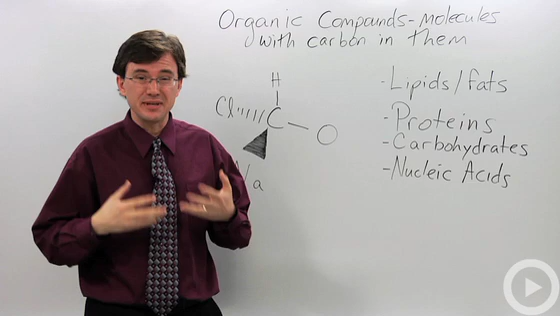 Organic Compounds-molecules
with carbon in them
H
Cl
C
O
- Lipids/fats
- Proteins
- Carbohydrates
- Nucleic Acids